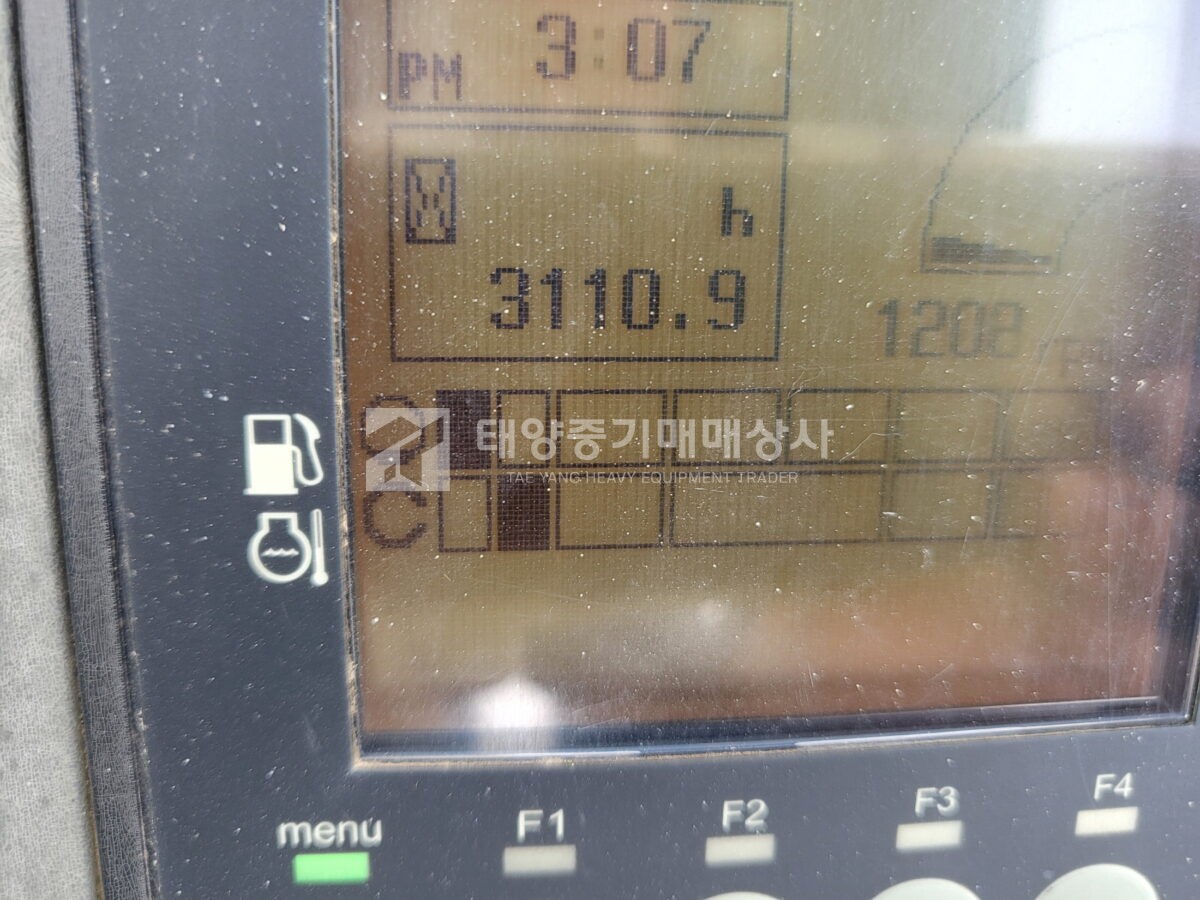 3:07
PM
h
3110.9
1208
태양중기매매상사
TAE YANG HEAVY EQUIPMENT TRADER
C
menu
F1
F2
F3
F4